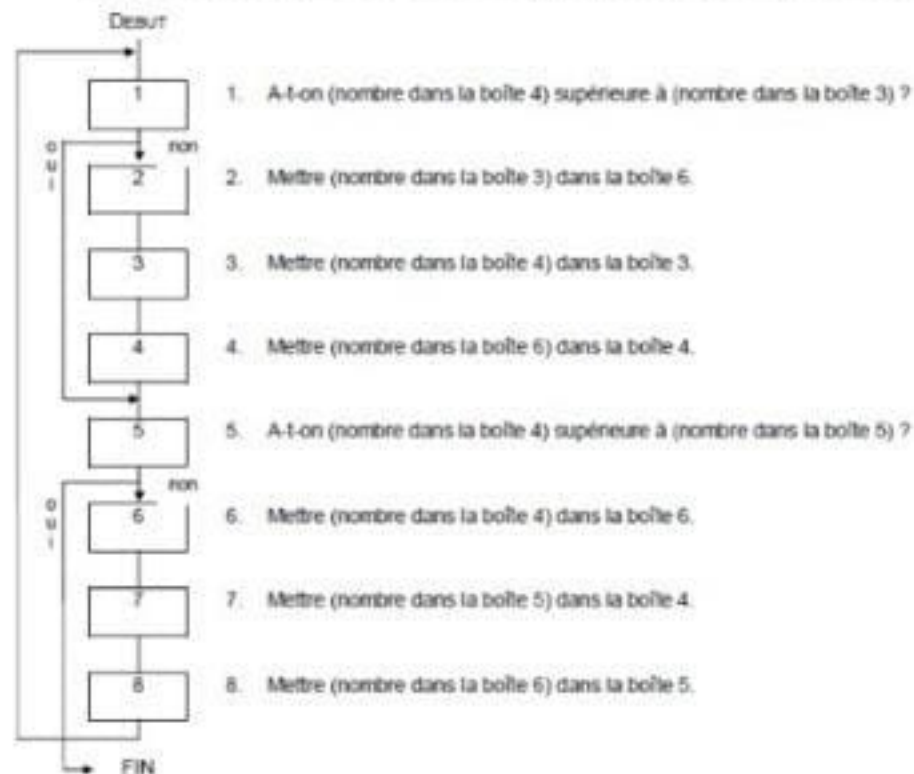 DEBUT
1
1. A-t-on (nombre dans la boîte 4) supérieure à (nombre dans la boîte 3) ?
oui
non
2
2. Mettre (nombre dans la boîte 3) dans la boîte 6.
3
3. Mettre (nombre dans la boîte 4) dans la boîte 3.
4
4. Mettre (nombre dans la boîte 6) dans la boîte 4.
5
5. A-t-on (nombre dans la boîte 4) supérieure à (nombre dans la boîte 5) ?
oui
non
6
6. Mettre (nombre dans la boîte 4) dans la boîte 6.
7
7. Mettre (nombre dans la boîte 5) dans la boîte 4.
8
8. Mettre (nombre dans la boîte 6) dans la boîte 5.
FIN